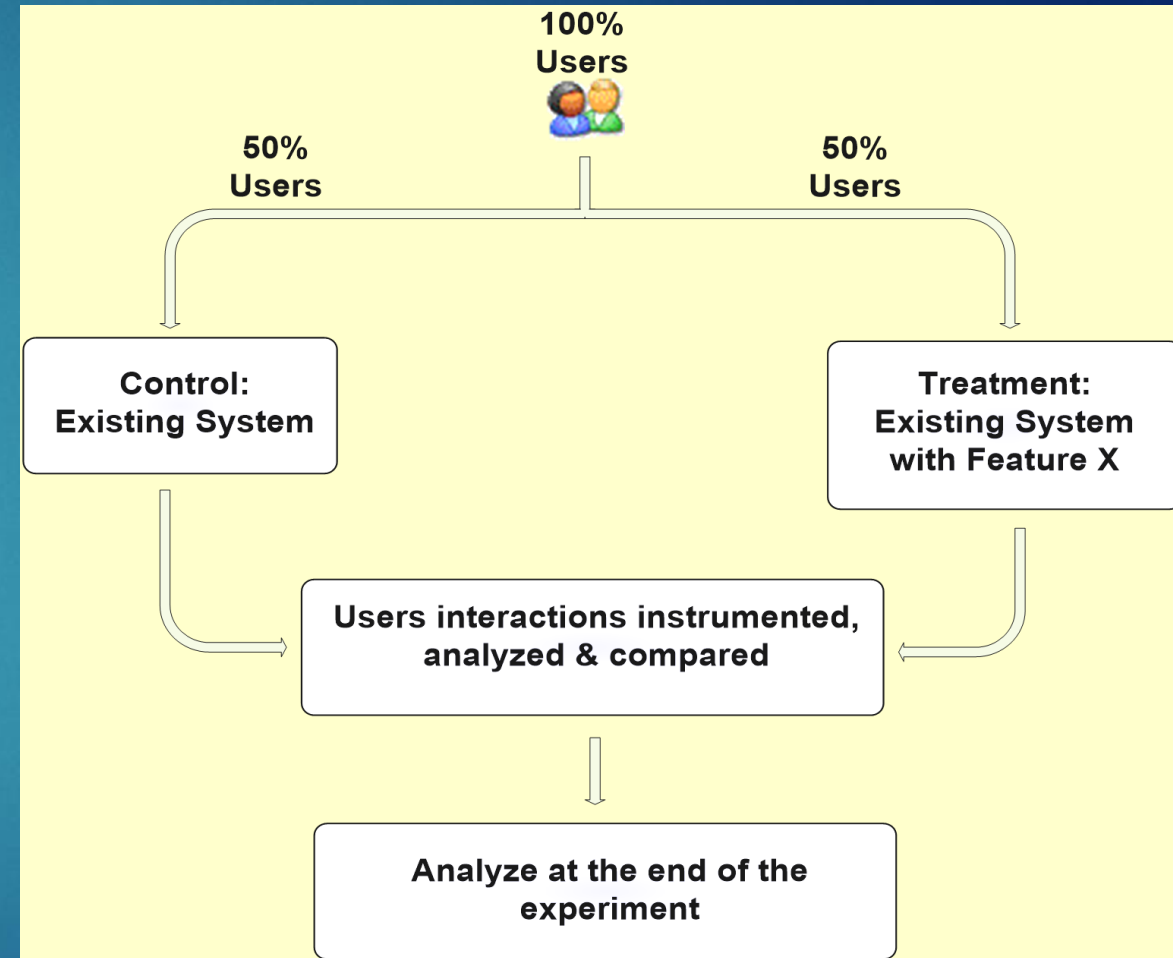 100%
Users
50%
Users
50%
Users
Control:
Existing System
Treatment:
Existing System
with Feature X
Users interactions instrumented,
analyzed & compared
Analyze at the end of the
experiment